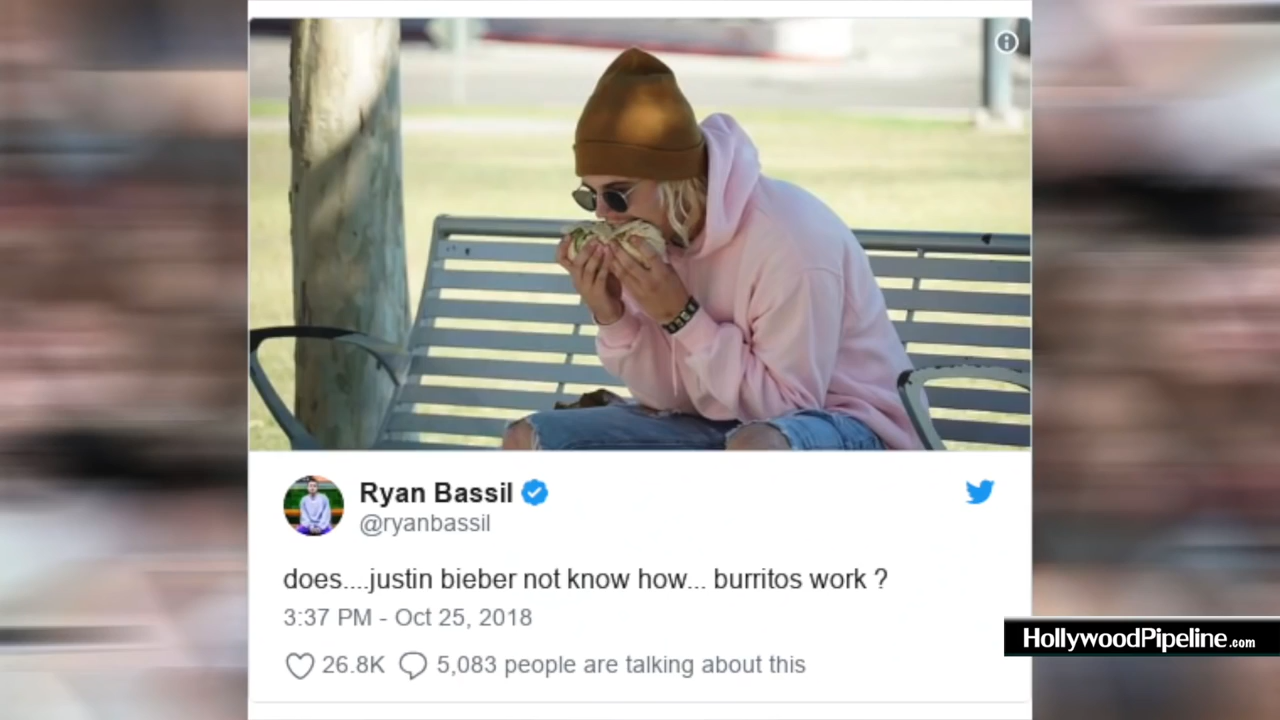 Ryan Bassil
@ryanbassil
does....justin bieber not know how... burritos work ?
3:37 PM - Oct 25, 2018
26.8K 5,083 people are talking about this
HollywoodPipeline.com